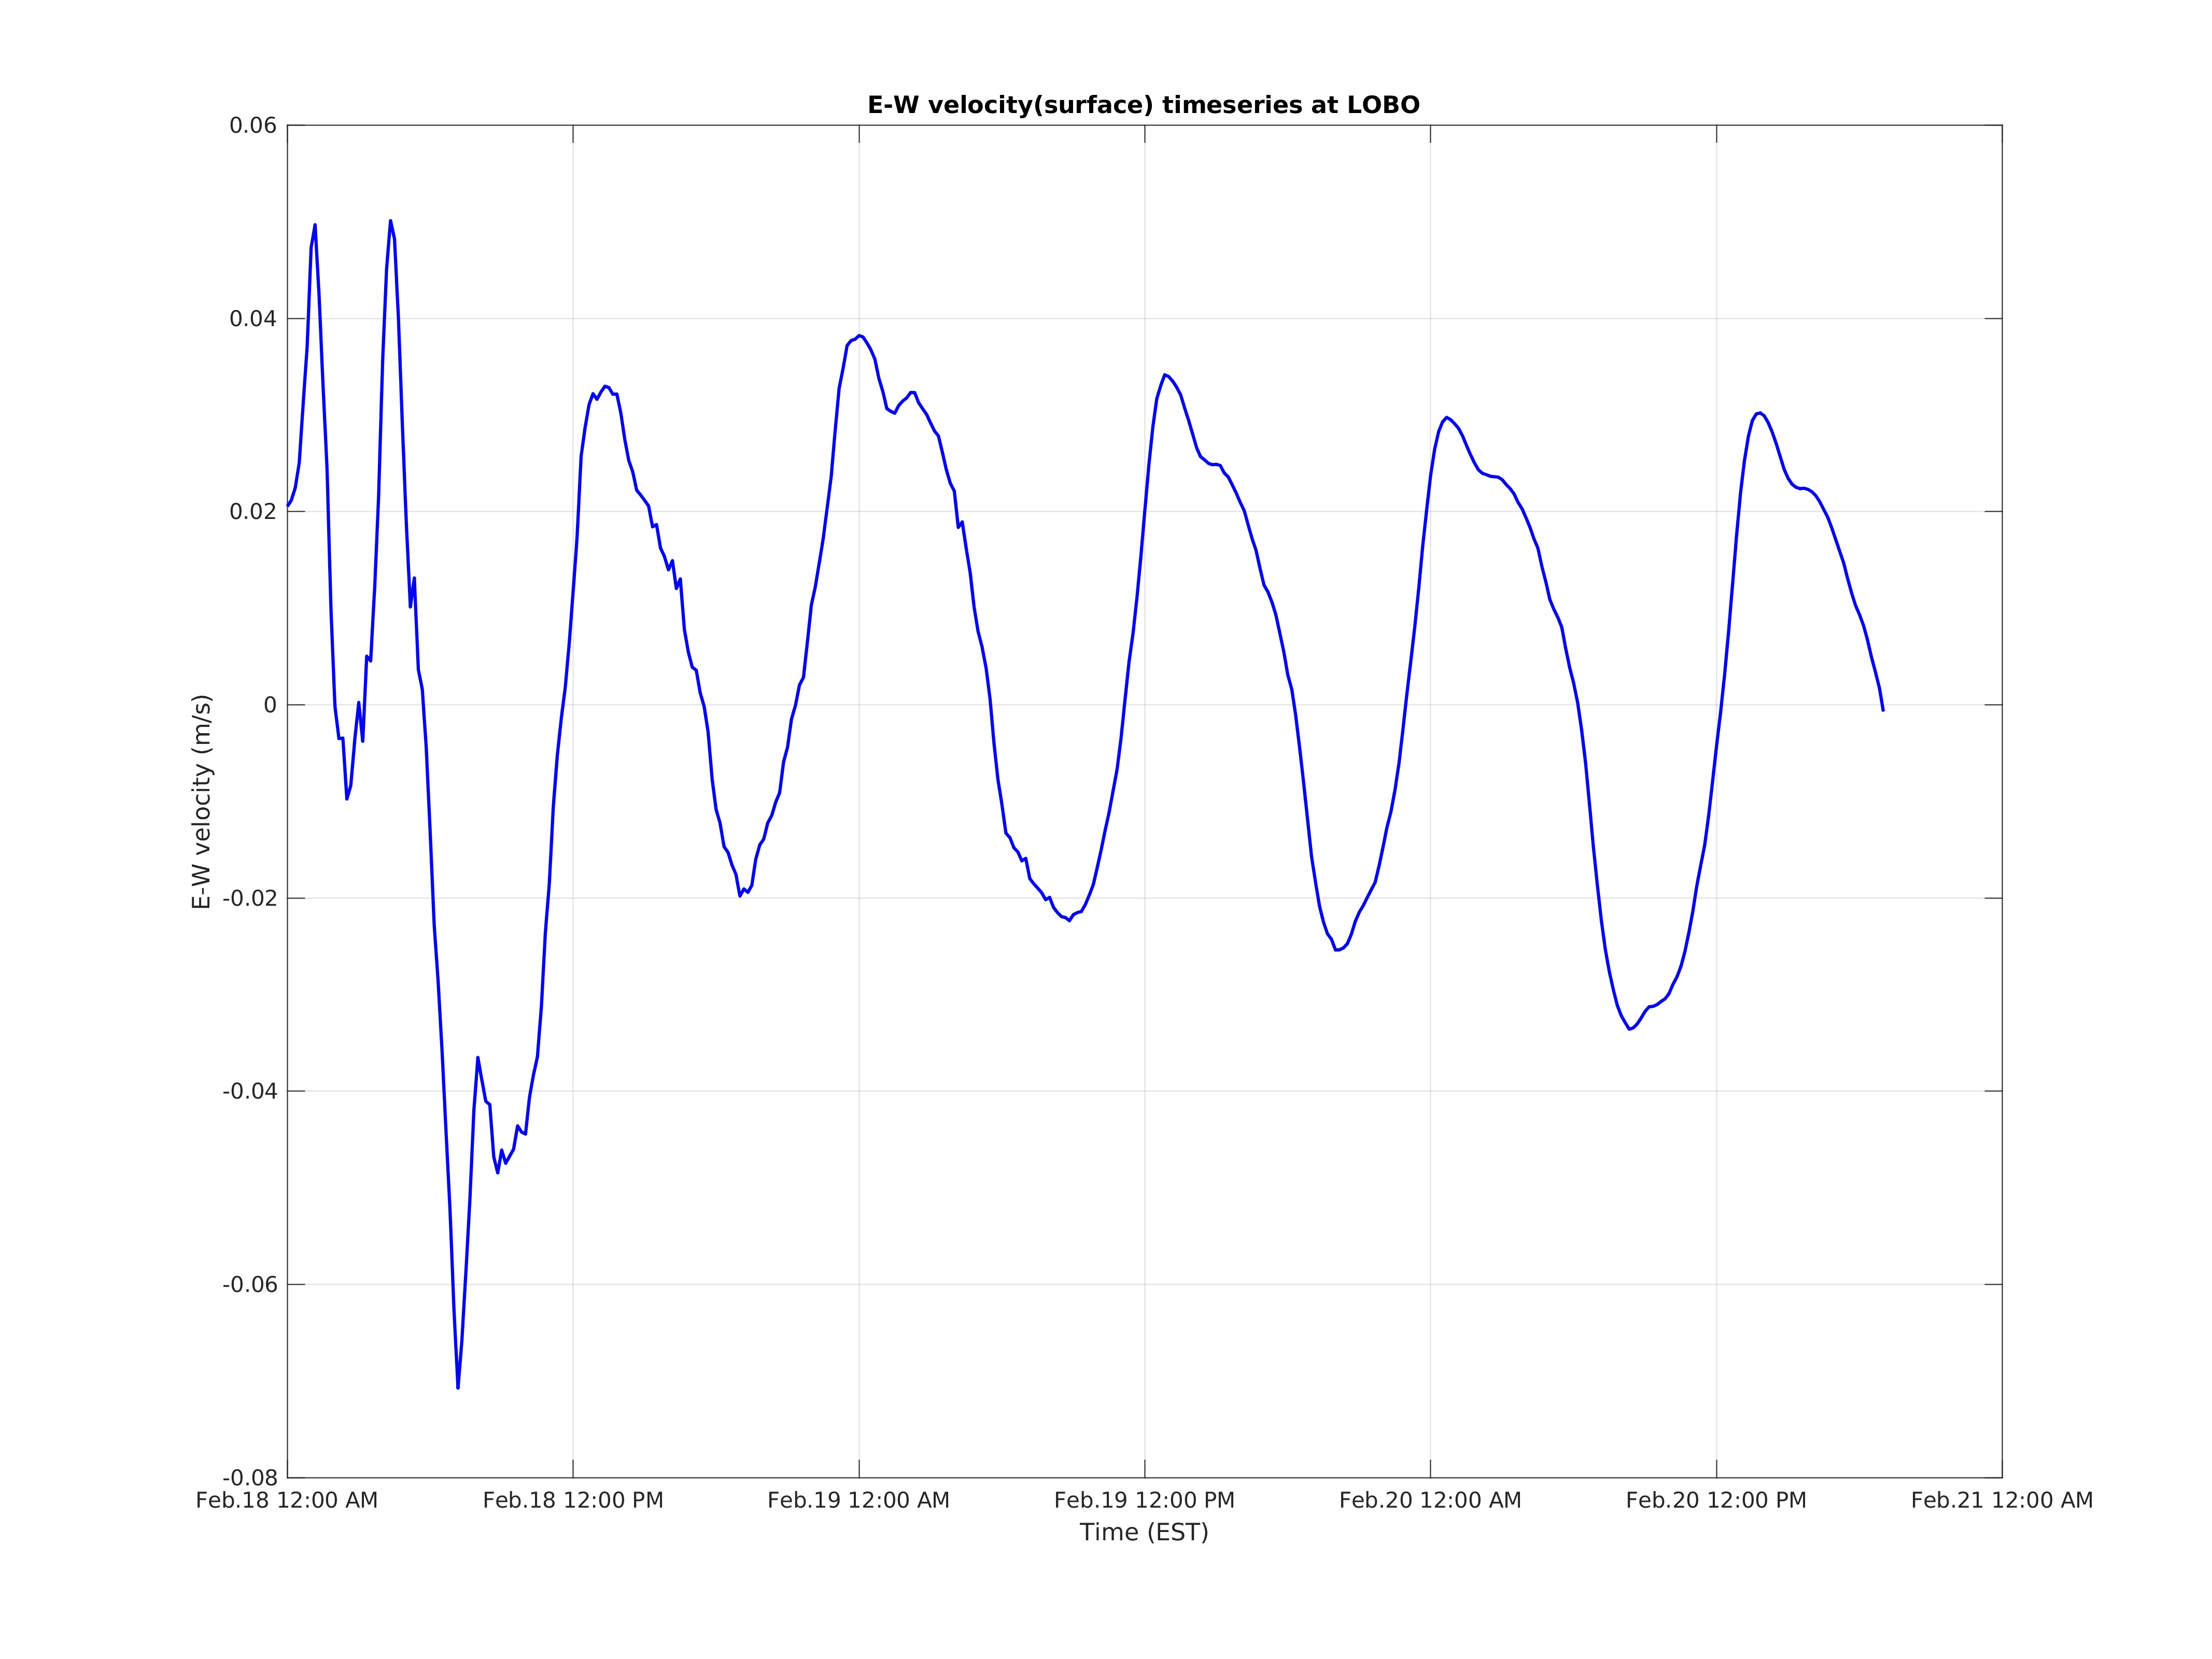 E-W velocity(surface) timeseries at LOBO
0.06
0.04
0.02
0
-0.02
-0.04
-0.06
-0.08
E-W velocity (m/s)
Feb.18 12:00 AM Feb.18 12:00 PM Feb.19 12:00 AM Feb.19 12:00 PM Feb.20 12:00 AM Feb.20 12:00 PM Feb.21 12:00 AM
Time (EST)